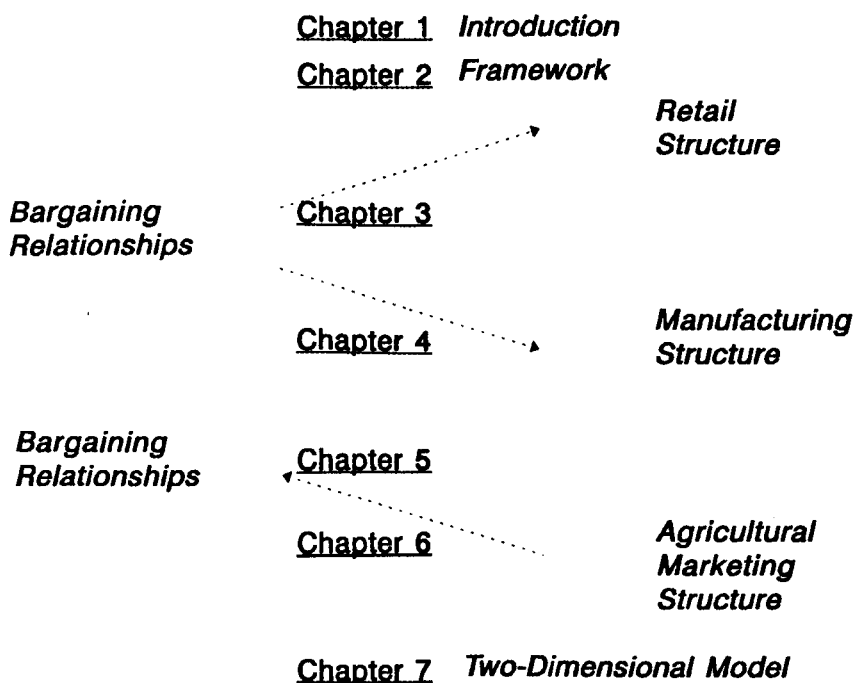 Chapter 1 Introduction
Chapter 2 Framework
Retail
Structure
Bargaining
Relationships
Chapter 3
Manufacturing
Structure
Chapter 4
Bargaining
Relationships
Chapter 5
Chapter 6
Agricultural
Marketing
Structure
Chapter 7 Two-Dimensional Model